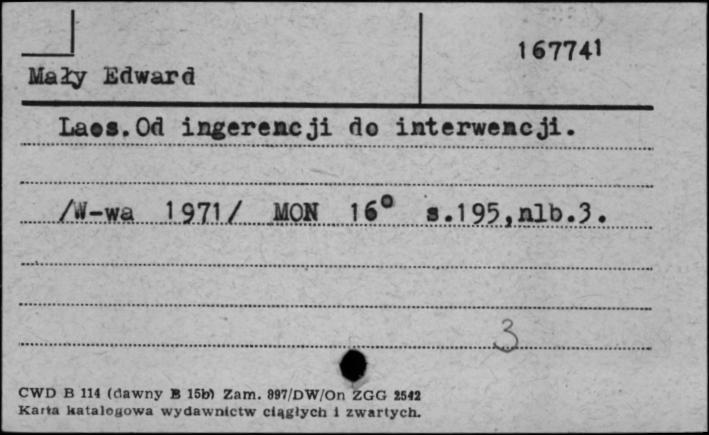 167741
Mały Edward
Laos.Od ingerencji do interwencji.
/W-wa 1971/ MON 16° s.195,nlb.3.
3
CWD B 114 (dawny B 15b) Zam. 997/DW/On ZGG 2542
Karta katalogowa wydawnictw ciągłych i zwartych.